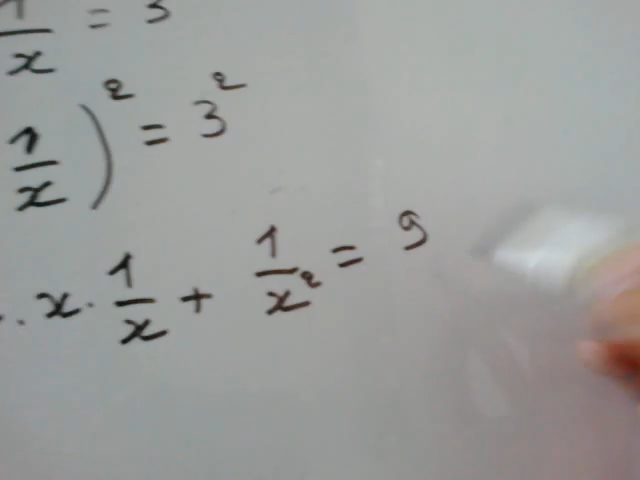 1/x = 3
1/x )² = 3²
. x · 1/x + 1/x² = 9